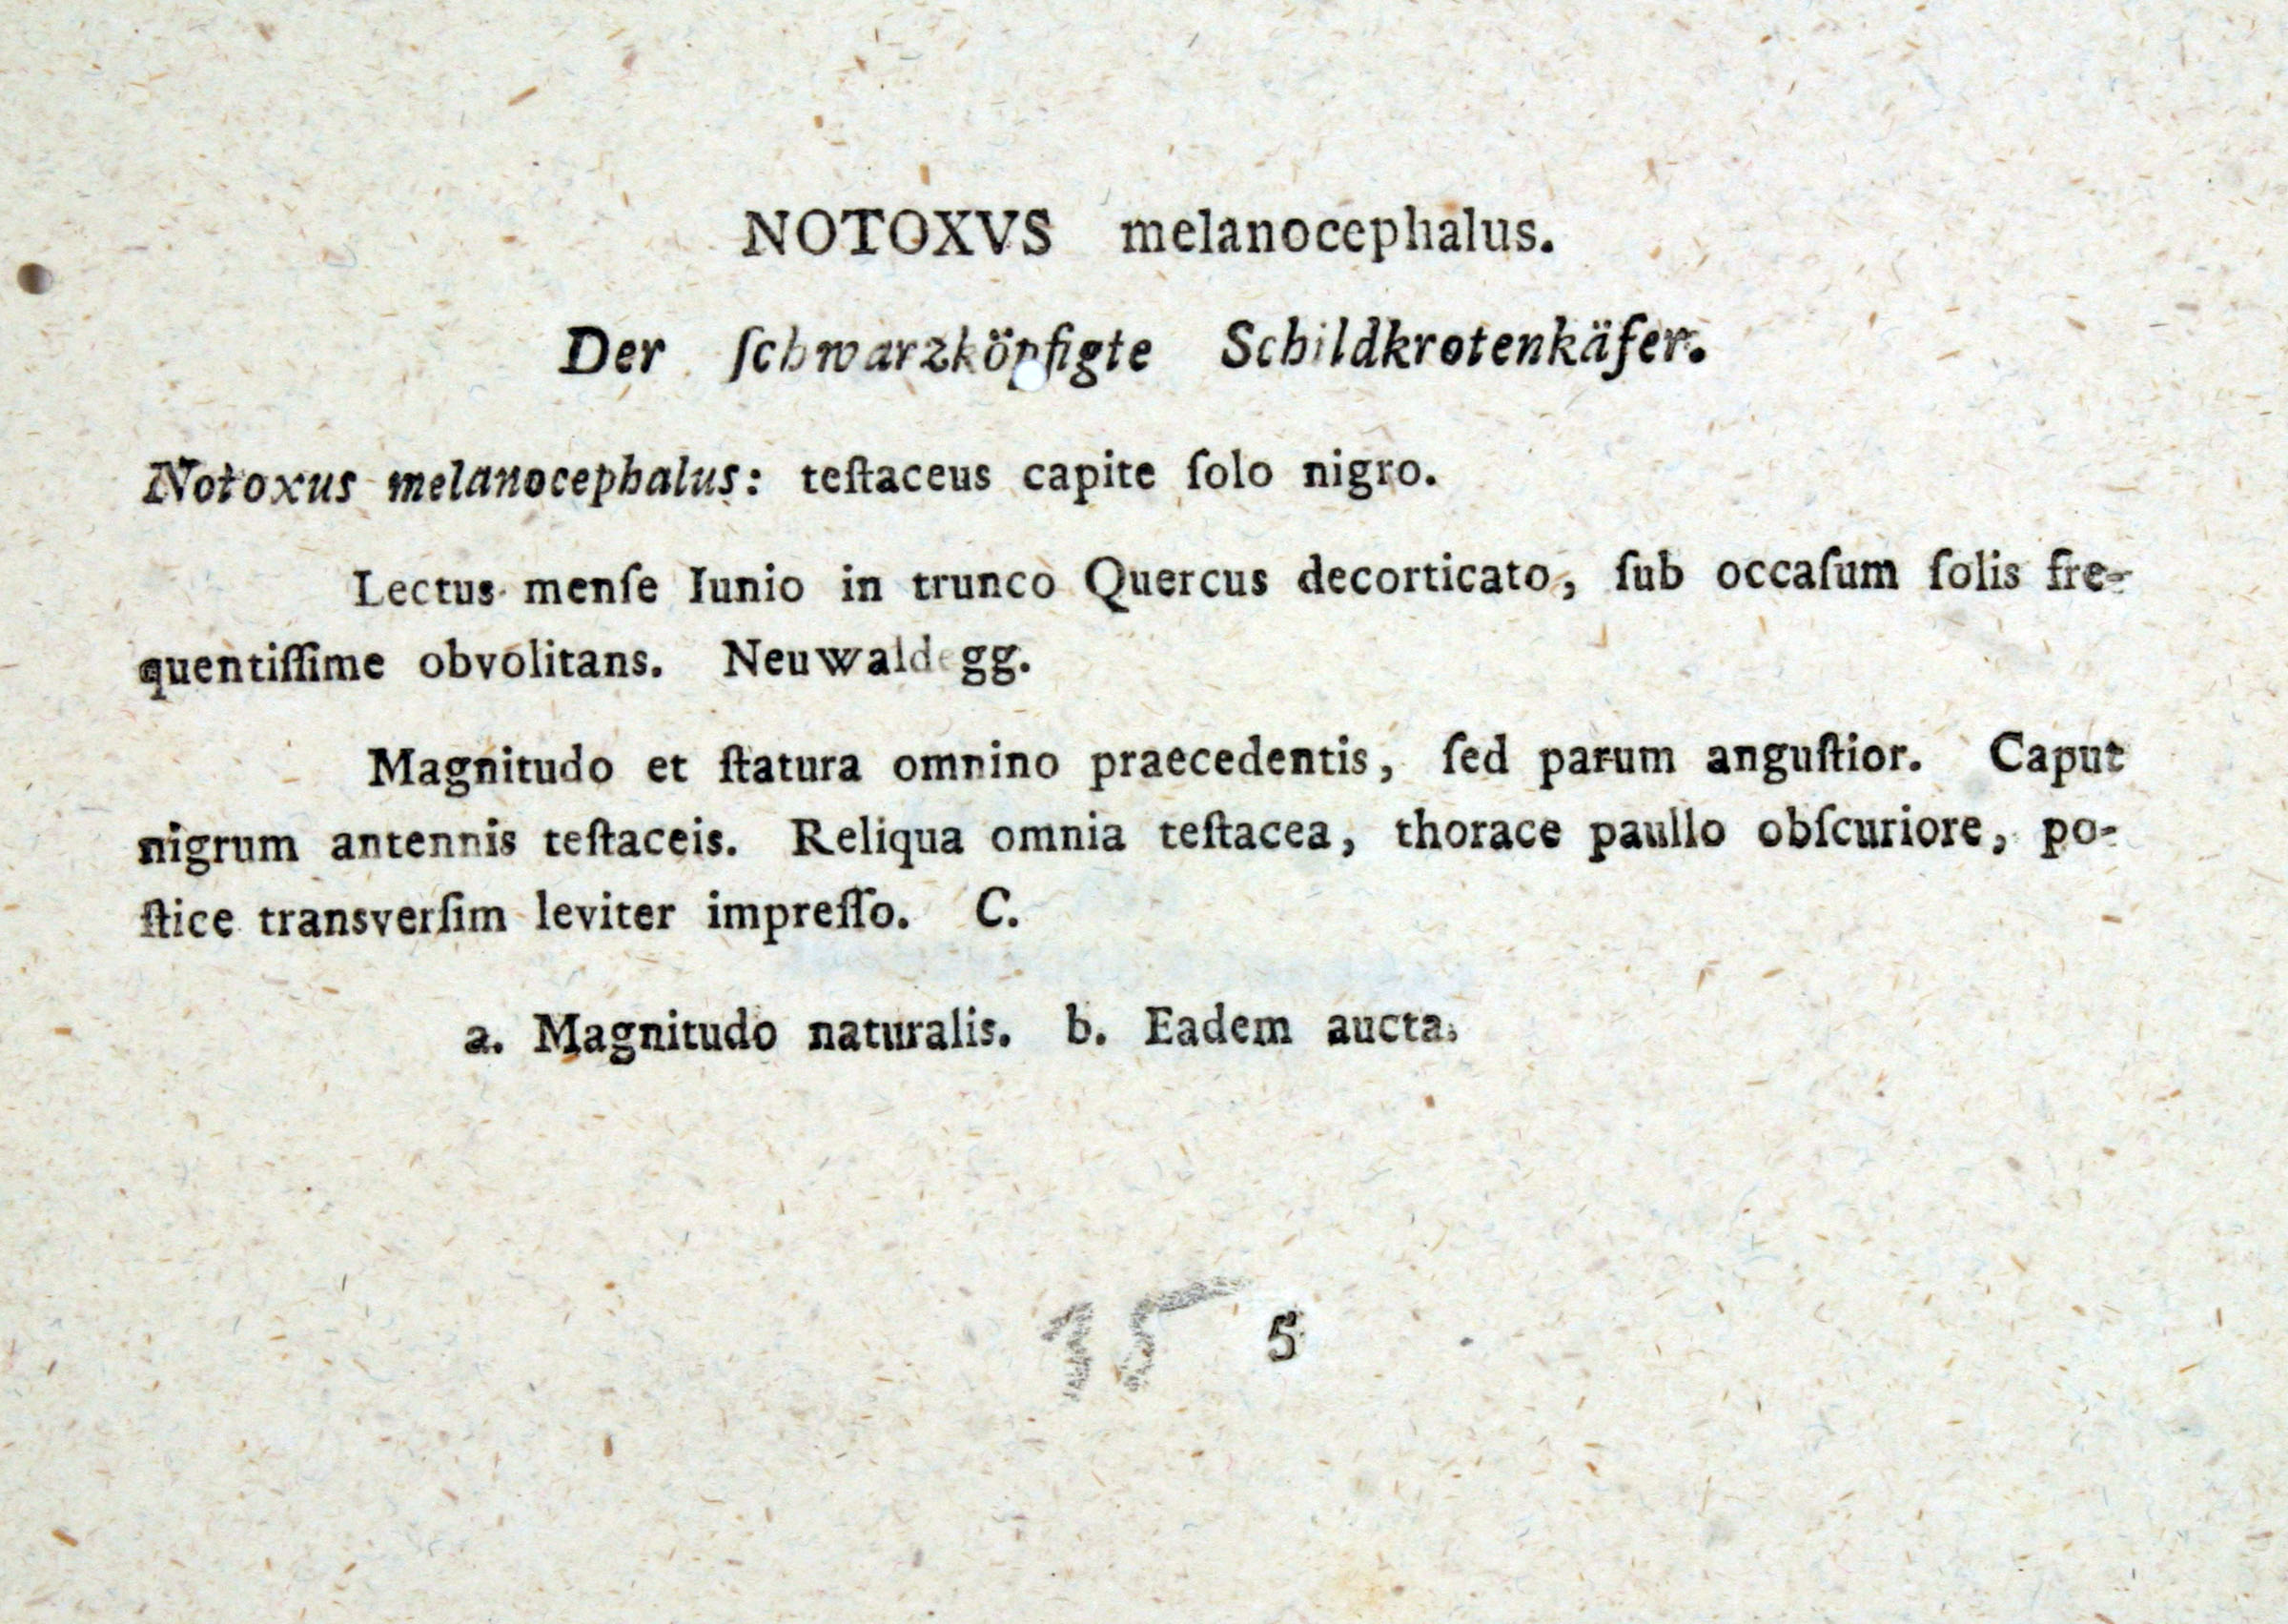 NOTOXVS melanocephalus.
Der ſchwarzköpfigte Schildkrotenkäfer.
Notoxus melanocephalus: teſtaceus capite ſolo nigro.
Lectus menſe Iunio in trunco Quercus decorticato, ſub occaſum ſolis fre-
quentiſſime obvolitans. Neuwaldegg.
Magnitudo et ſtatura omnino praecedentis, ſed parum anguſtior. Caput
nigrum antennis teſtaceis. Reliqua omnia teſtacea, thorace paullo obſcuriore, po-
ſtice transverſim leviter impreſſo. C.
a. Magnitudo naturalis. b. Eadem aucta.
15 5